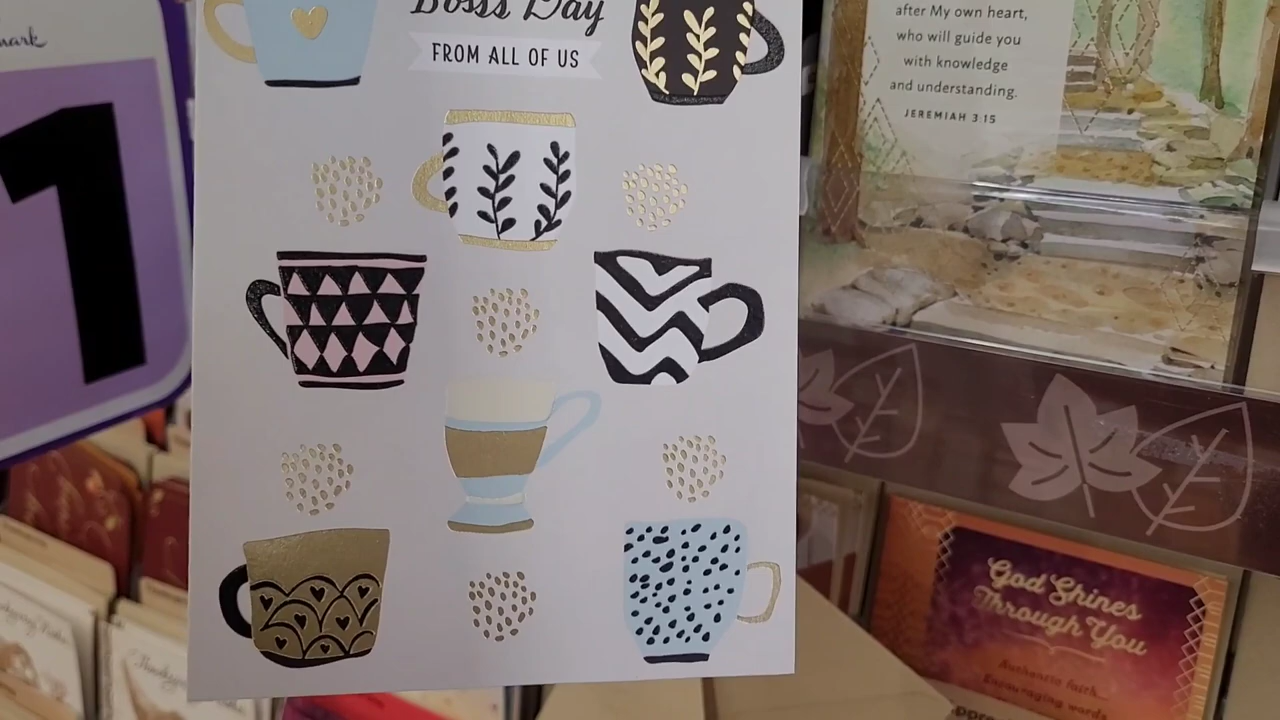 mark
1
Boss's Day
FROM ALL OF US
after My own heart,
who will guide you
with knowledge
and understanding.
JEREMIAH 3:15
God Shines
Through You
Authentic faith...
Encouraging words